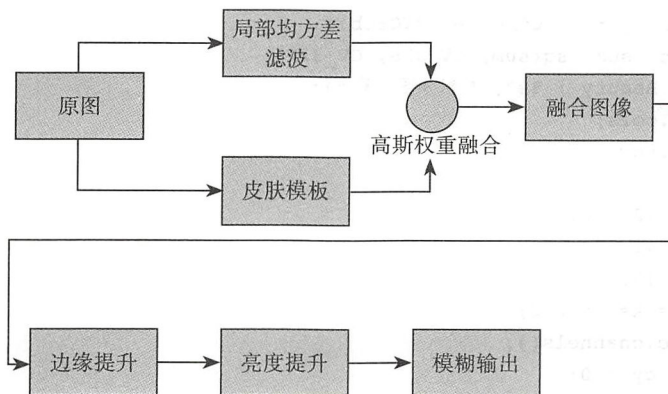 局部均方差
滤波
原图
融合图像
高斯权重融合
皮肤模板
边缘提升
亮度提升
模糊输出